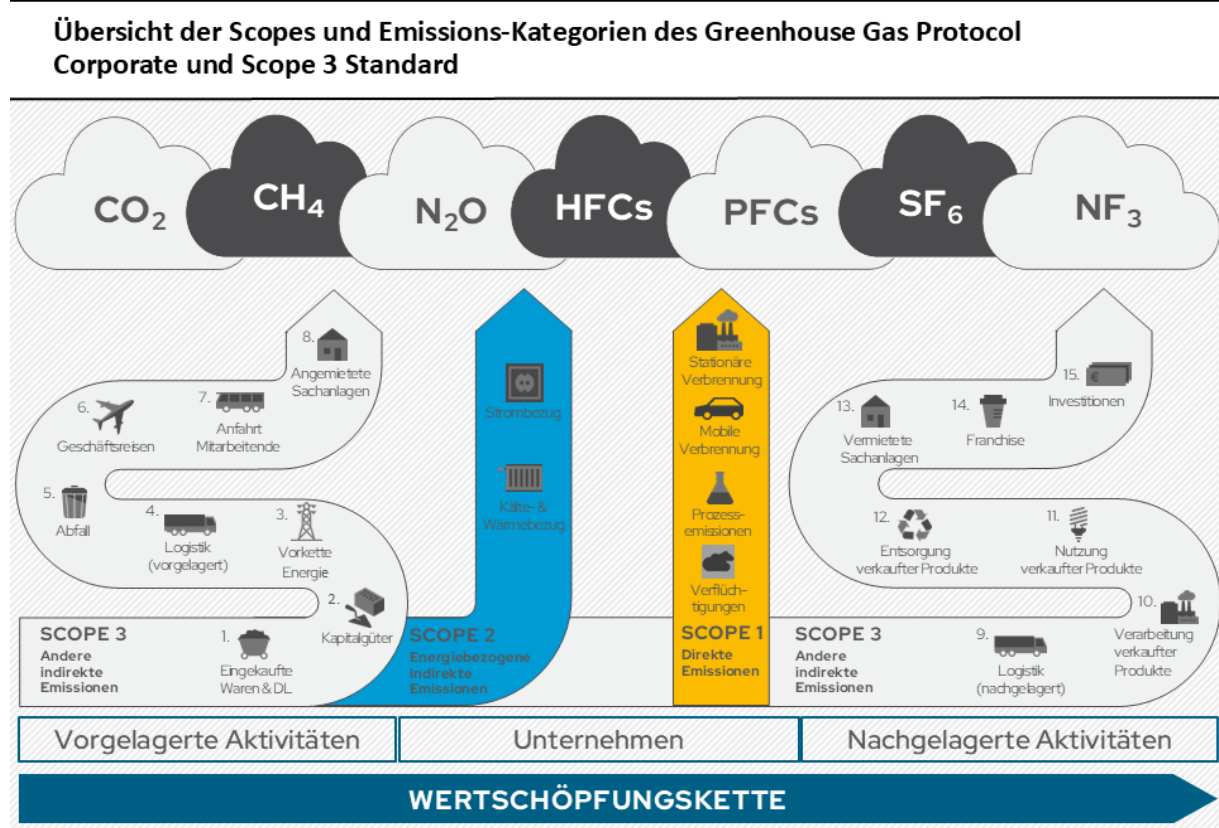 Übersicht der Scopes und Emissions-Kategorien des Greenhouse Gas Protocol
Corporate und Scope 3 Standard
CO₂
CH₄
N₂O
HFCs
PFCs
SF₆
NF₃
8.
Angemietete
Sachanlagen
7.
Anfahrt
Mitarbeitende
6.
Geschäftsreisen
5.
Abfall
4.
Logistik
(vorgelagert)
3.
Vorkette
Energie
2.
Kapitalgüter
1.
Eingekaufte
Waren & DL
SCOPE 3
Andere
indirekte
Emissionen
Strombezug
Kälte- &
Wärmebezug
SCOPE 2
Energiebezogene
indirekte
Emissionen
Stationäre
Verbrennung
Mobile
Verbrennung
Prozess-
emissionen
Verflüch-
tigungen
SCOPE 1
Direkte
Emissionen
15.
€
Investitionen
14.
Franchise
13.
Vermietete
Sachanlagen
12.
Entsorgung
verkaufter Produkte
11.
Nutzung
verkaufter Produkte
10.
Verarbeitung
verkaufter
Produkte
9.
Logistik
(nachgelagert)
SCOPE 3
Andere
indirekte
Emissionen
Vorgelagerte Aktivitäten
Unternehmen
Nachgelagerte Aktivitäten
WERTSCHÖPFUNGSKETTE